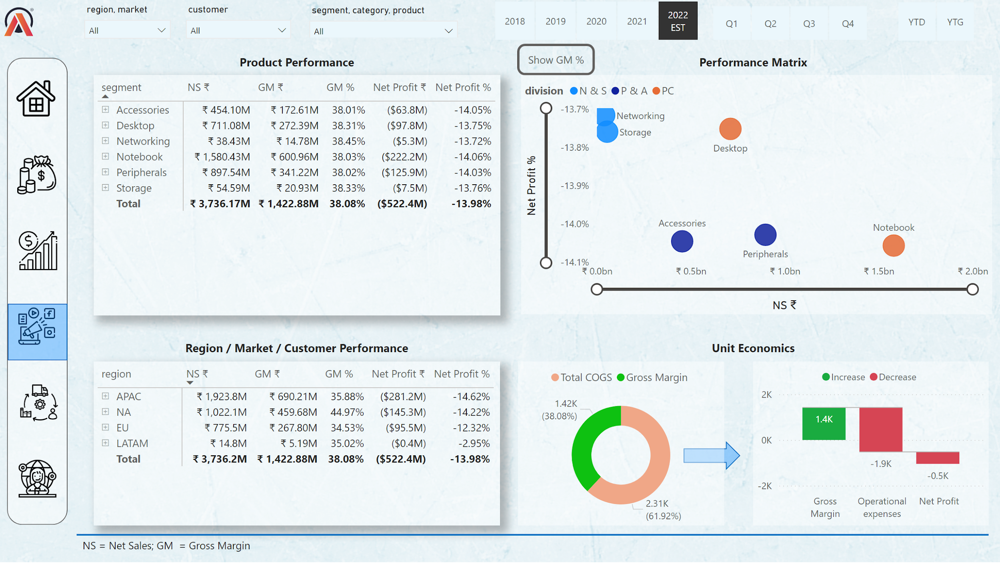 region, market
customer
segment, category, product
All
All
All
2018 2019 2020 2021 2022 EST
Q1 Q2 Q3 Q4
YTD YTG
Product Performance
segment NS ₹ GM ₹ GM % Net Profit ₹ Net Profit %
Accessories ₹ 454.10M ₹ 172.61M 38.01% ($63.8M) -14.05%
Desktop ₹ 711.08M ₹ 272.39M 38.31% ($97.8M) -13.75%
Networking ₹ 38.43M ₹ 14.78M 38.45% ($5.3M) -13.72%
Notebook ₹ 1,580.43M ₹ 600.96M 38.03% ($222.2M) -14.06%
Peripherals ₹ 897.54M ₹ 341.22M 38.02% ($125.9M) -14.03%
Storage ₹ 54.59M ₹ 20.93M 38.33% ($7.5M) -13.76%
Total ₹ 3,736.17M ₹ 1,422.88M 38.08% ($522.4M) -13.98%
Show GM %
Performance Matrix
division N & S P & A PC
Net Profit %
-13.7%
-13.8%
-13.9%
-14.0%
-14.1%
Networking
Storage
Desktop
Accessories
Peripherals
Notebook
₹ 0.0bn ₹ 0.5bn ₹ 1.0bn ₹ 1.5bn ₹ 2.0bn
NS ₹
Region / Market / Customer Performance
region NS ₹ GM ₹ GM % Net Profit ₹ Net Profit %
APAC ₹ 1,923.8M ₹ 690.21M 35.88% ($281.2M) -14.62%
NA ₹ 1,022.1M ₹ 459.68M 44.97% ($145.3M) -14.22%
EU ₹ 775.5M ₹ 267.80M 34.53% ($95.5M) -12.32%
LATAM ₹ 14.8M ₹ 5.19M 35.02% ($0.4M) -2.95%
Total ₹ 3,736.2M ₹ 1,422.88M 38.08% ($522.4M) -13.98%
Unit Economics
Total COGS Gross Margin
1.42K
(38.08%)
2.31K
(61.92%)
Increase Decrease
2K
0K
-2K
1.4K
-1.9K
-0.5K
Gross Margin
Operational expenses
Net Profit
NS = Net Sales; GM = Gross Margin